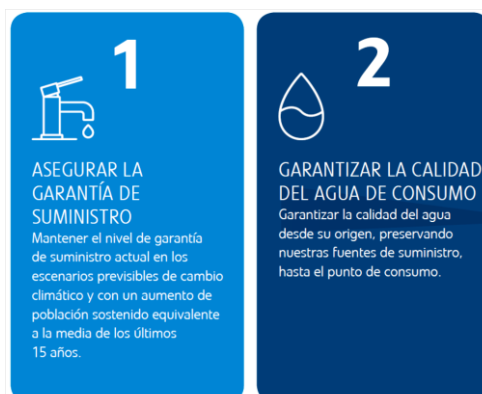 1
ASEGURAR LA
GARANTÍA DE
SUMINISTRO
Mantener el nivel de garantía
de suministro actual en los
escenarios previsibles de cambio
climático y con un aumento de
población sostenido equivalente
a la media de los últimos
15 años.
2
GARANTIZAR LA CALIDAD
DEL AGUA DE CONSUMO
Garantizar la calidad del agua
desde su origen, preservando
nuestras fuentes de suministro,
hasta el punto de consumo.